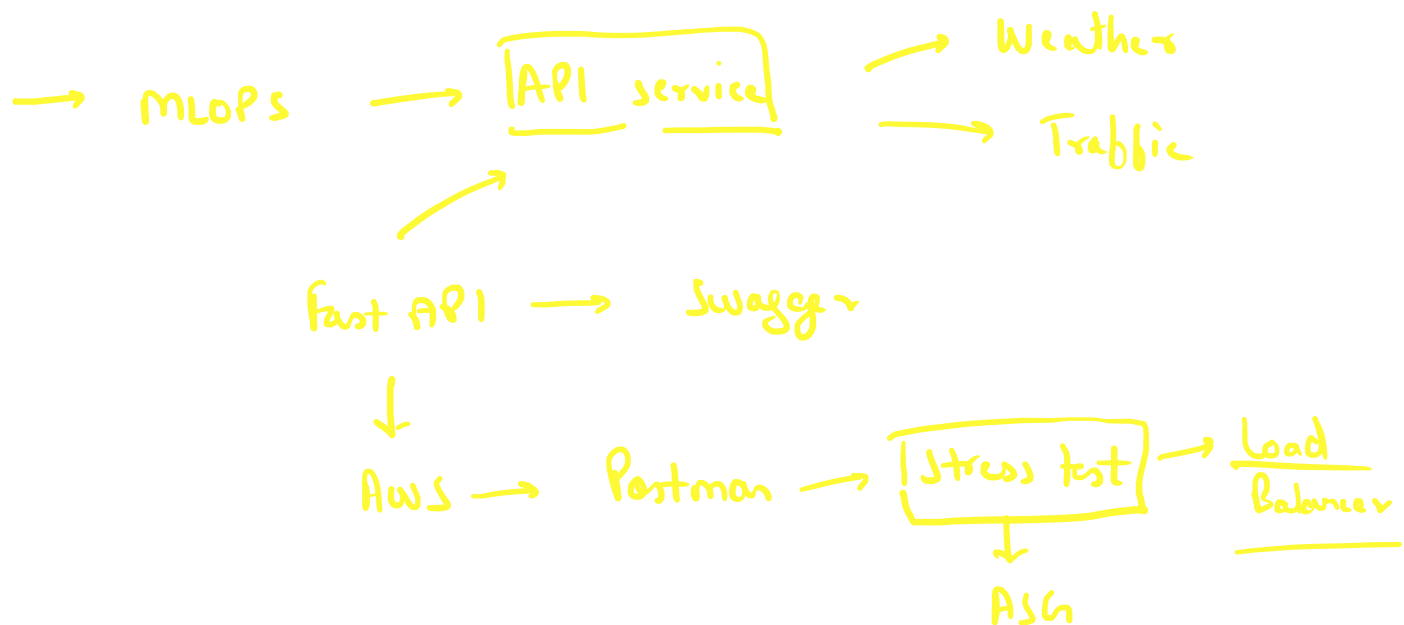 Weather
MLOPS
API service
Traffic
Fast API
Swagger
Load
Balancer
AWS
Postman
Stress test
ASG